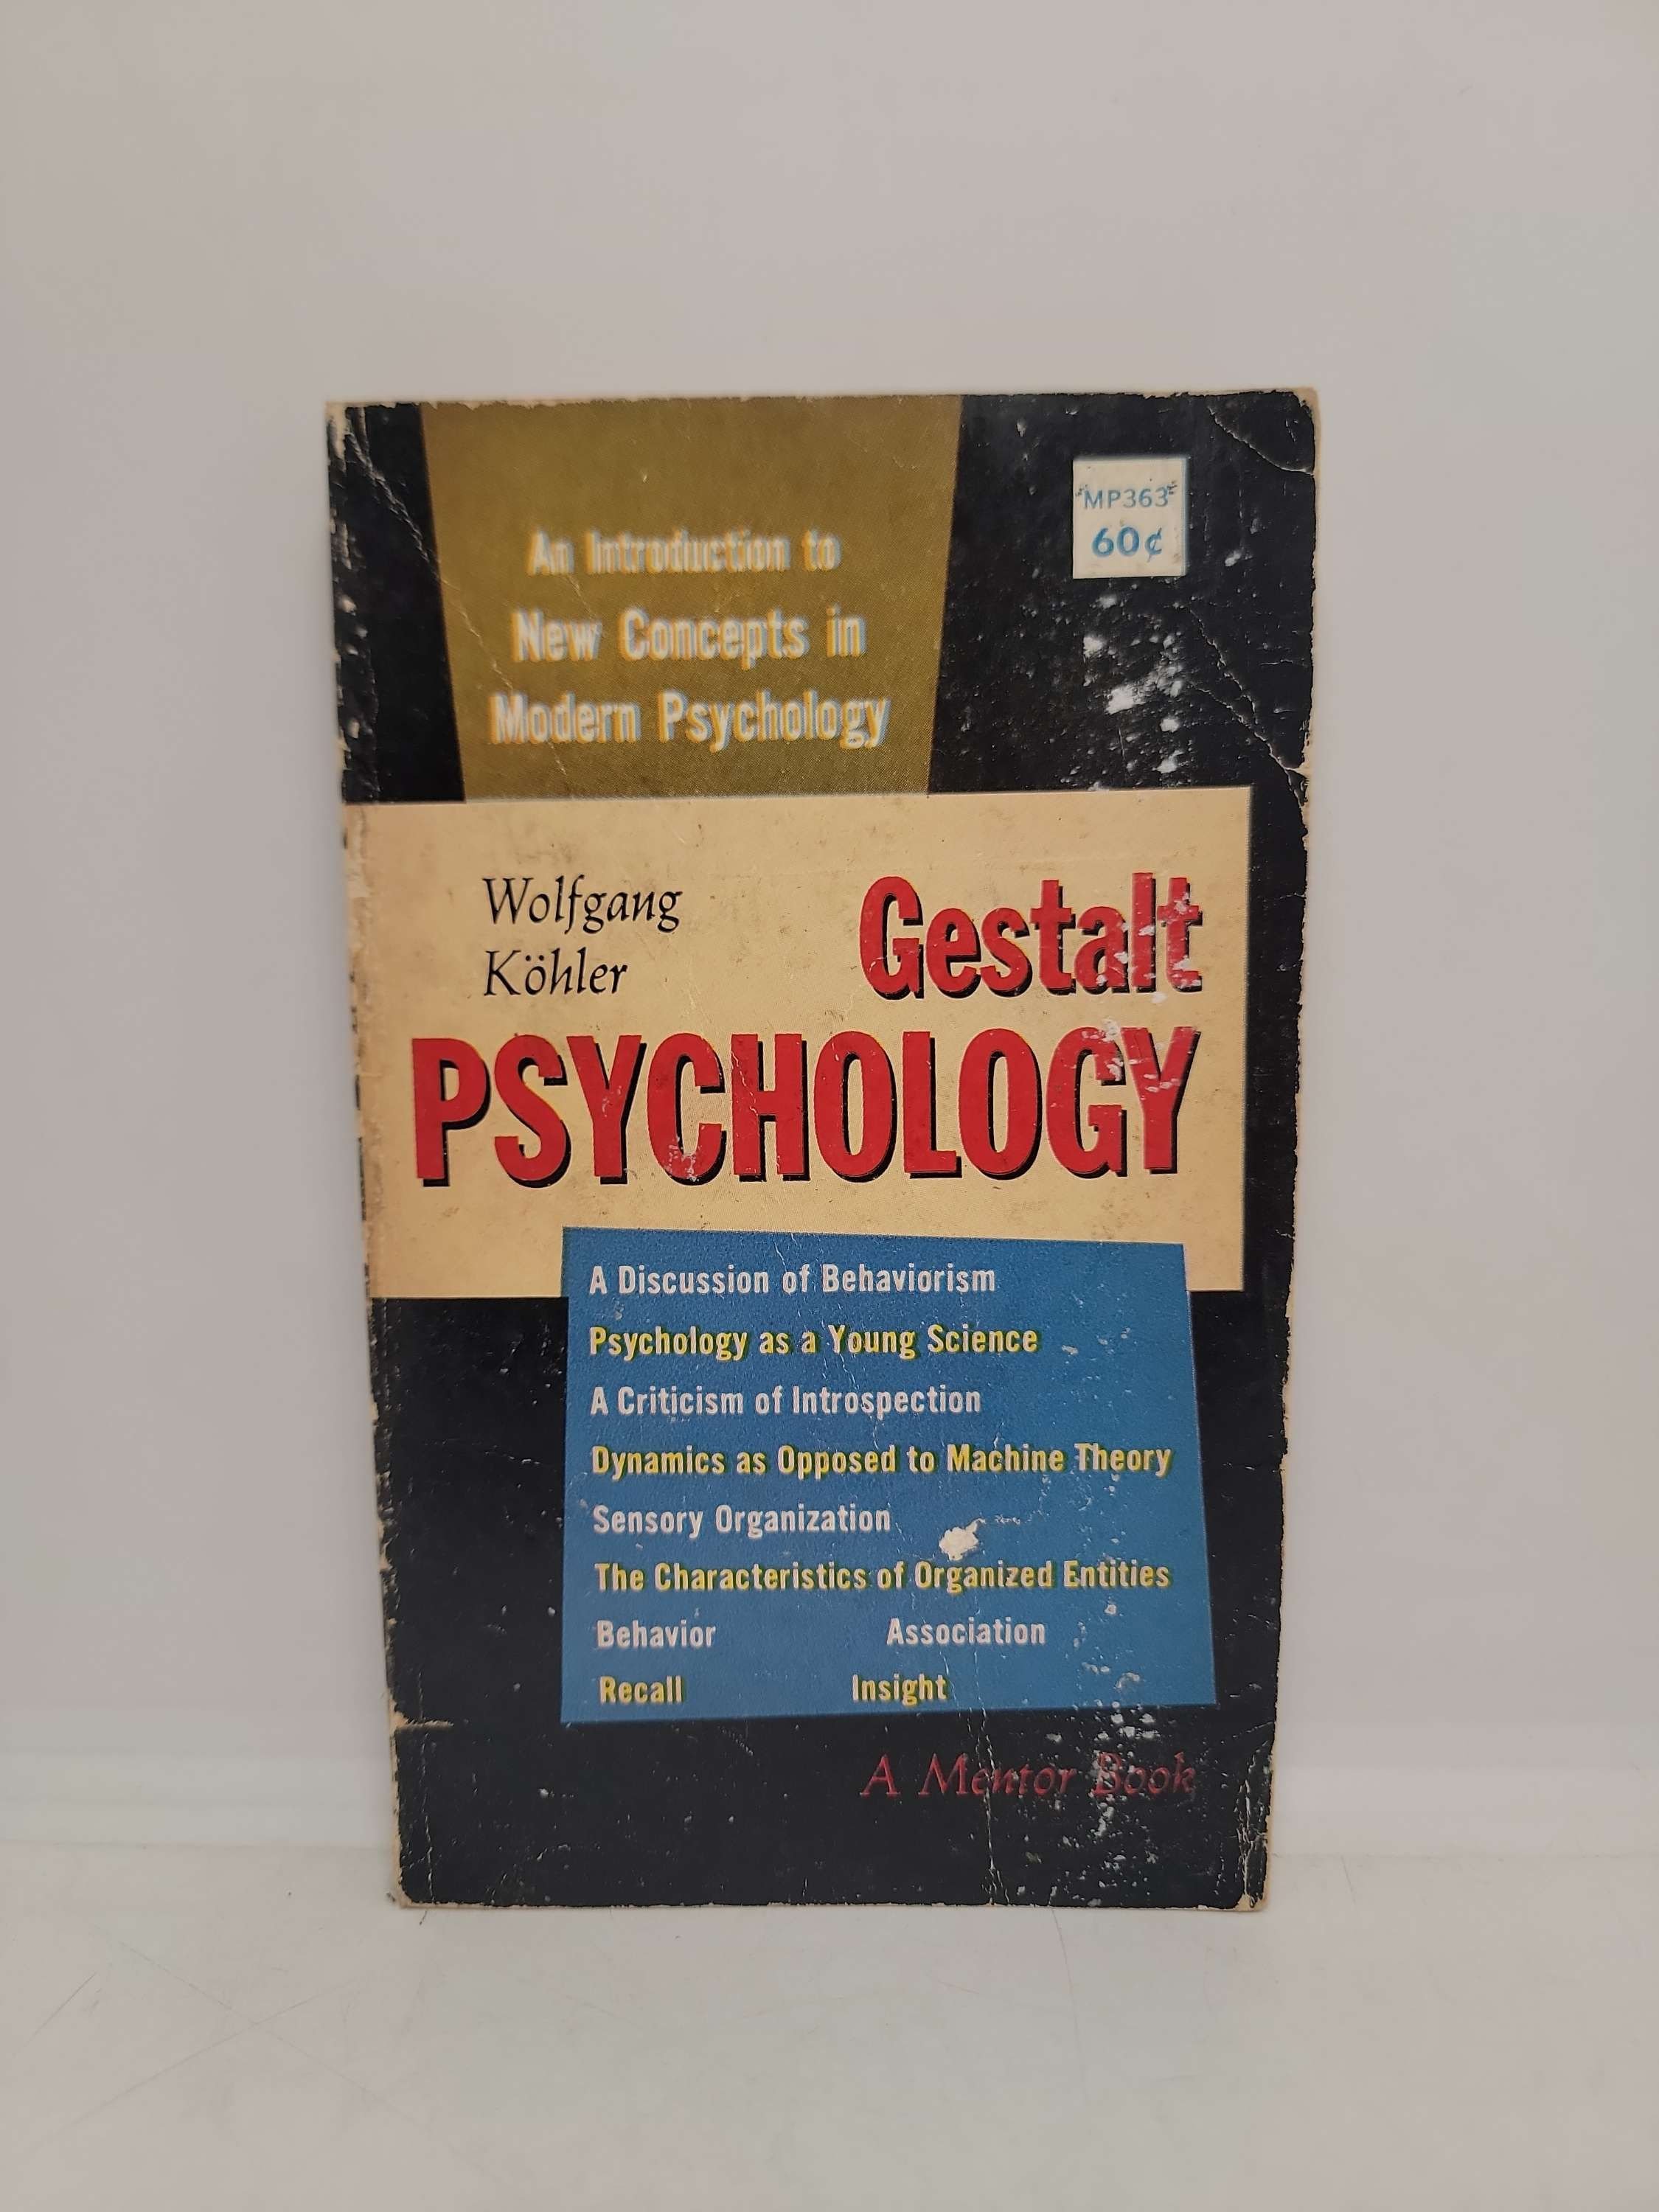 An Introduction to
New Concepts in
Modern Psychology
MP363
60¢
Wolfgang
Köhler
Gestalt
PSYCHOLOGY
A Discussion of Behaviorism
Psychology as a Young Science
A Criticism of Introspection
Dynamics as Opposed to Machine Theory
Sensory Organization
The Characteristics of Organized Entities
Behavior Association
Recall Insight
A Mentor Book